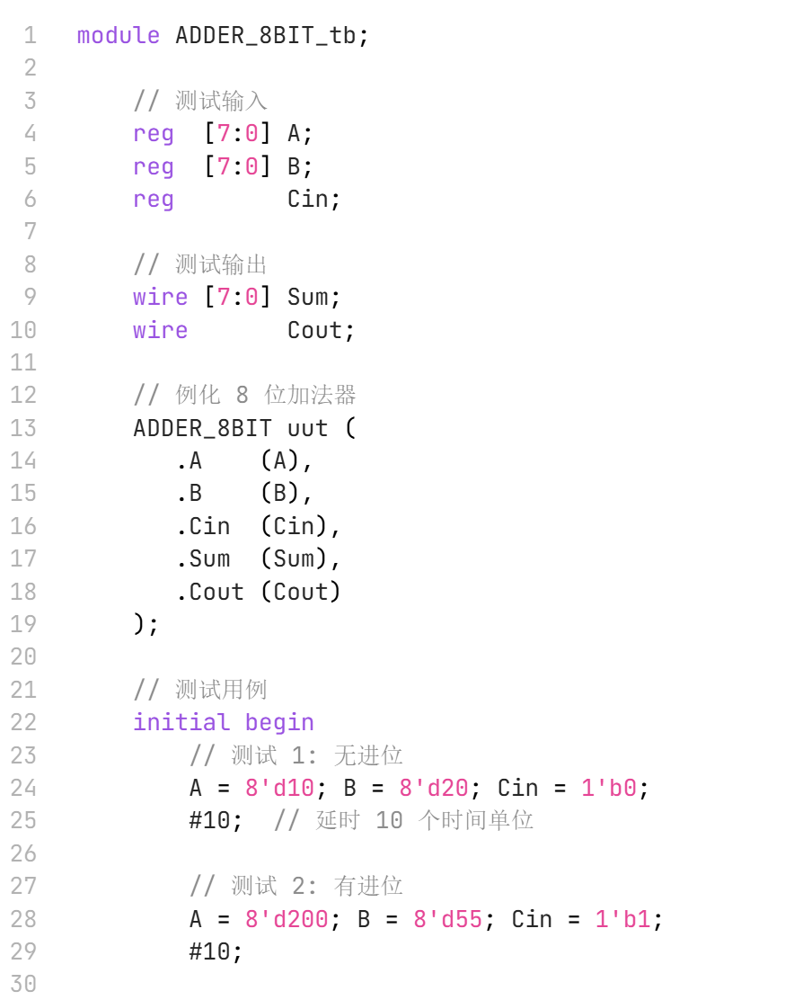 1 module ADDER_8BIT_tb;
2
3 // 测试输入
4 reg [7:0] A;
5 reg [7:0] B;
6 reg Cin;
7
8 // 测试输出
9 wire [7:0] Sum;
10 wire Cout;
11
12 // 例化 8 位加法器
13 ADDER_8BIT uut (
14 .A (A),
15 .B (B),
16 .Cin (Cin),
17 .Sum (Sum),
18 .Cout (Cout)
19 );
20
21 // 测试用例
22 initial begin
23 // 测试 1: 无进位
24 A = 8'd10; B = 8'd20; Cin = 1'b0;
25 #10; // 延时 10 个时间单位
26
27 // 测试 2: 有进位
28 A = 8'd200; B = 8'd55; Cin = 1'b1;
29 #10;
30